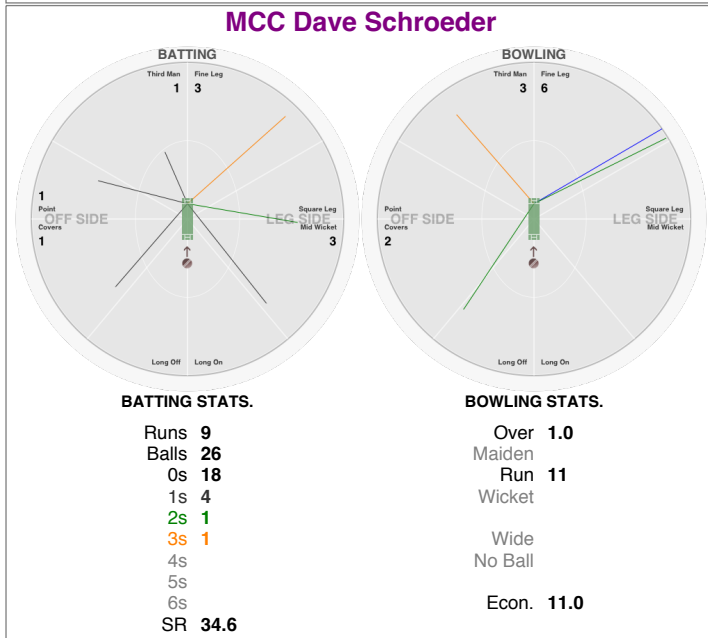 MCC Dave Schroeder
BATTING
Third Man Fine Leg
1 3
1
Point
OFF SIDE
Covers
1
Square Leg
LEG SIDE
Mid Wicket
3
Long Off Long On
BATTING STATS.
Runs 9
Balls 26
0s 18
1s 4
2s 1
3s 1
4s
5s
6s
SR 34.6
BOWLING
Third Man Fine Leg
3 6
Point
OFF SIDE
Covers
2
Square Leg
LEG SIDE
Mid Wicket
Long Off Long On
BOWLING STATS.
Over 1.0
Maiden
Run 11
Wicket
Wide
No Ball
Econ. 11.0